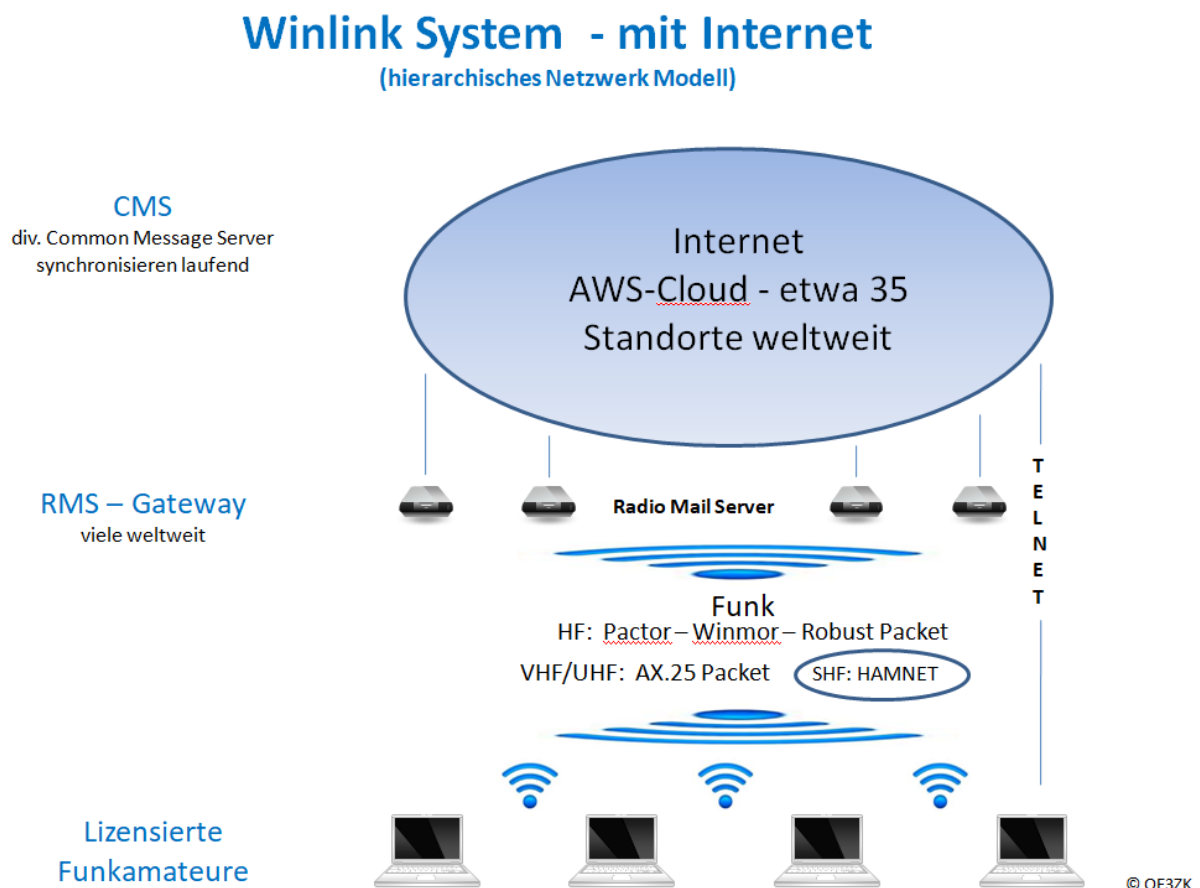 Winlink System - mit Internet
(hierarchisches Netzwerk Modell)
CMS
div. Common Message Server
synchronisieren laufend
Internet
AWS-Cloud - etwa 35
Standorte weltweit
RMS – Gateway
viele weltweit
Radio Mail Server
TELNET
Funk
HF: Pactor – Winmor – Robust Packet
VHF/UHF: AX.25 Packet
SHF: HAMNET
Lizensierte
Funkamateure
© OE3ZK